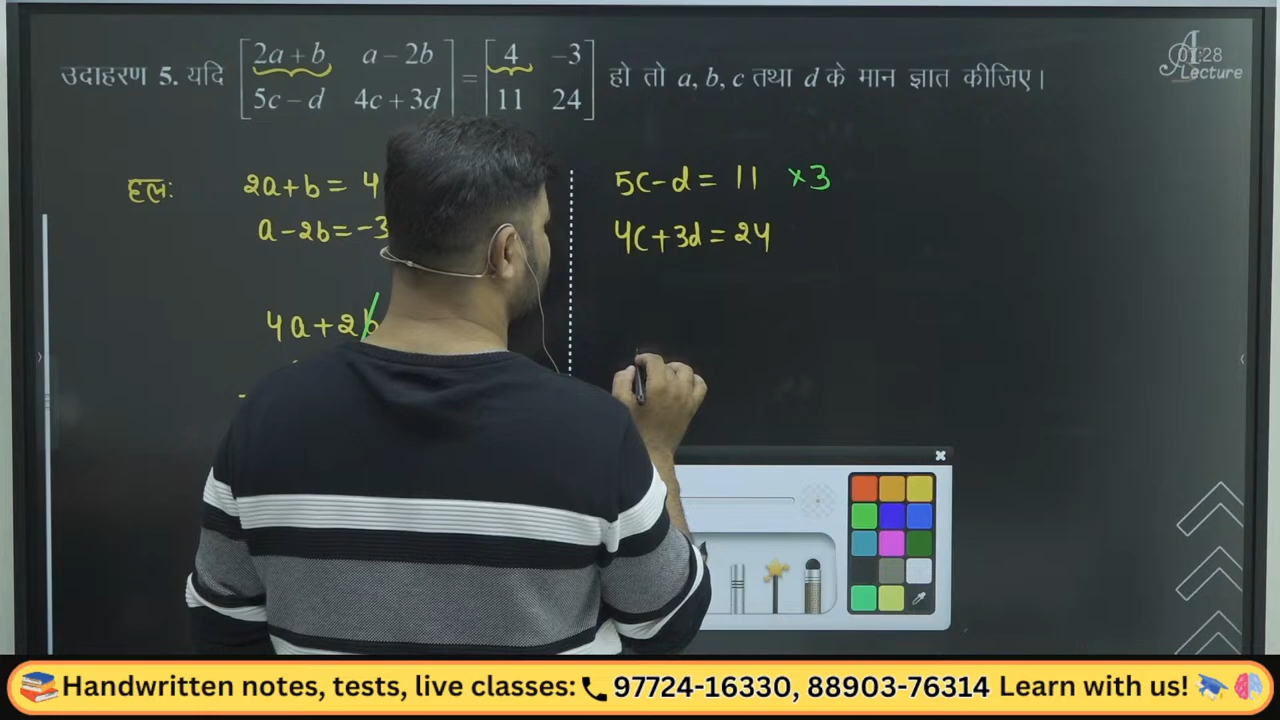 उदाहरण 5. यदि [2a + b a - 2b 5c - d 4c + 3d] = [4 -3 11 24] हो तो a, b, c तथा d के मान ज्ञात कीजिए।
01:28
A Lecture
हल:
2a+b = 4
a-2b=-3
4a+2b
5c-d = 11 ×3
4c+3d=24
Handwritten notes, tests, live classes: 97724-16330, 88903-76314 Learn with us!